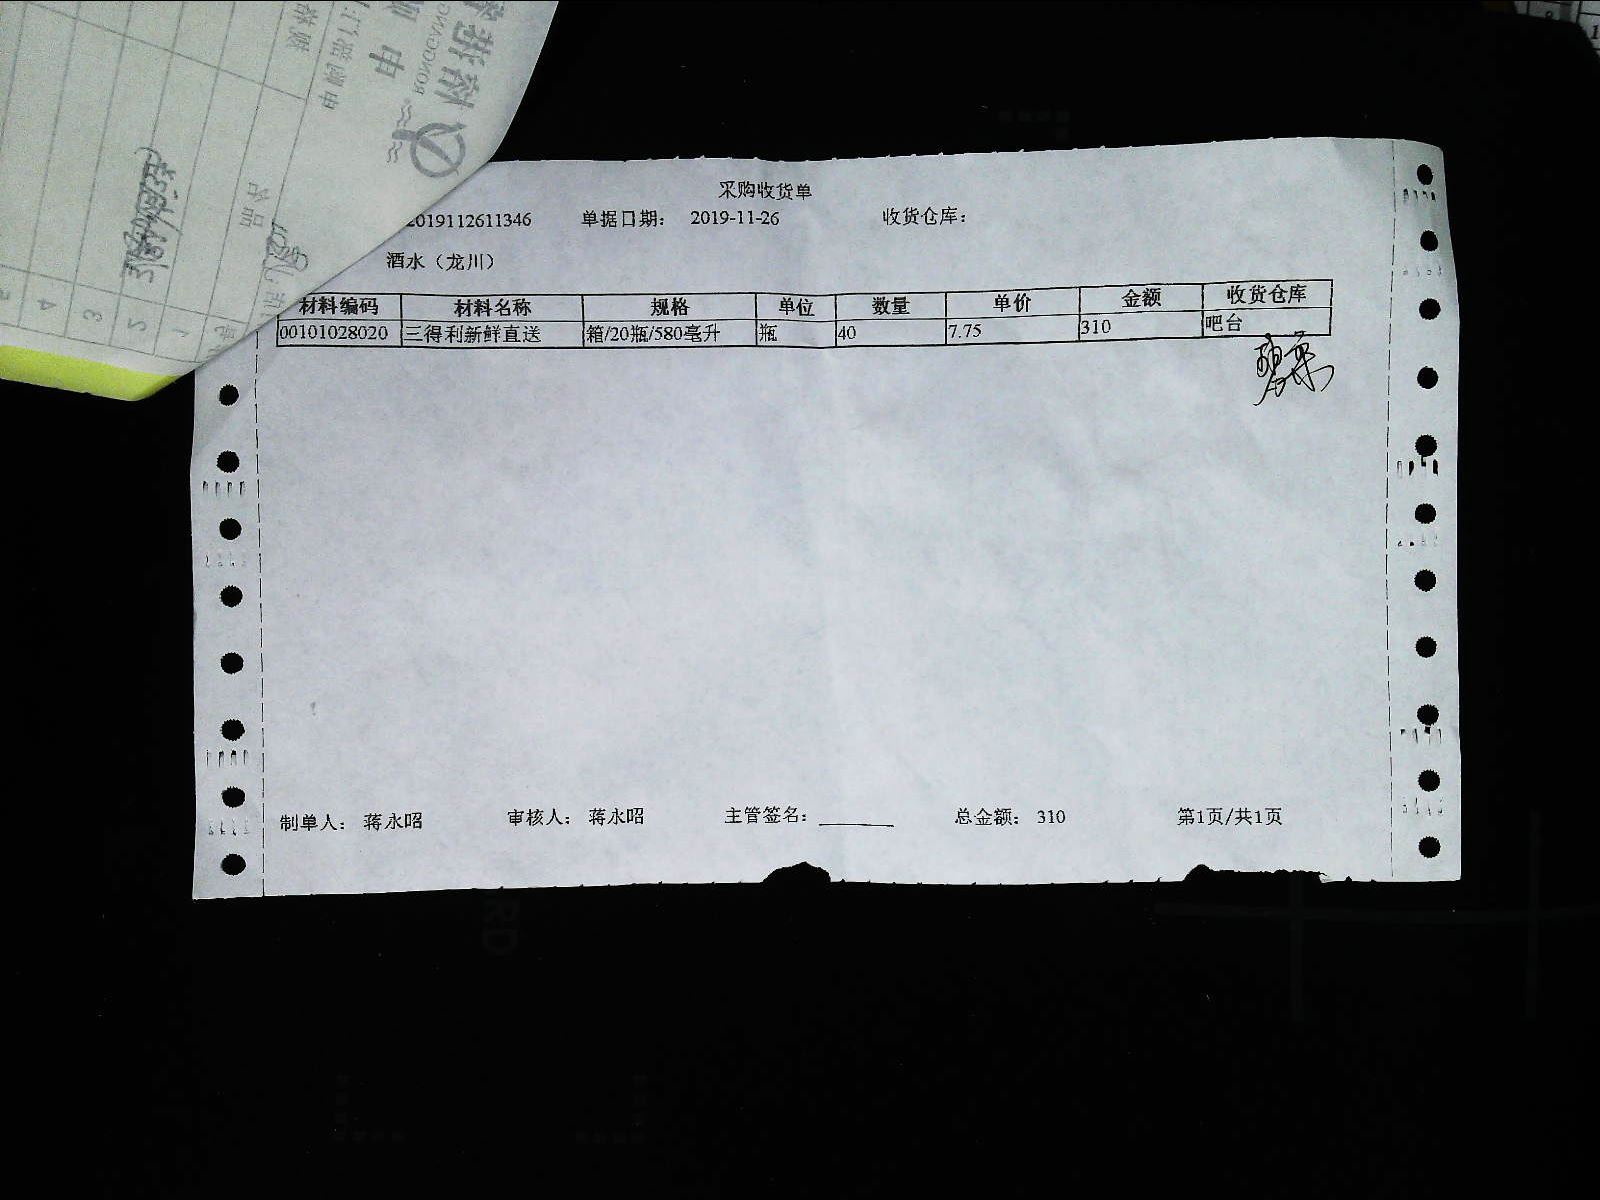 采购收货单
2019112611346 单据日期： 2019-11-26 收货仓库：
酒水（龙川）
材料编码 材料名称 规格 单位 数量 单价 金额 收货仓库
00101028020 三得利新鲜直送 箱/20瓶/580毫升 瓶 40 7.75 310 吧台
制单人： 蒋永昭 审核人： 蒋永昭 主管签名： 总金额： 310 第1页/共1页